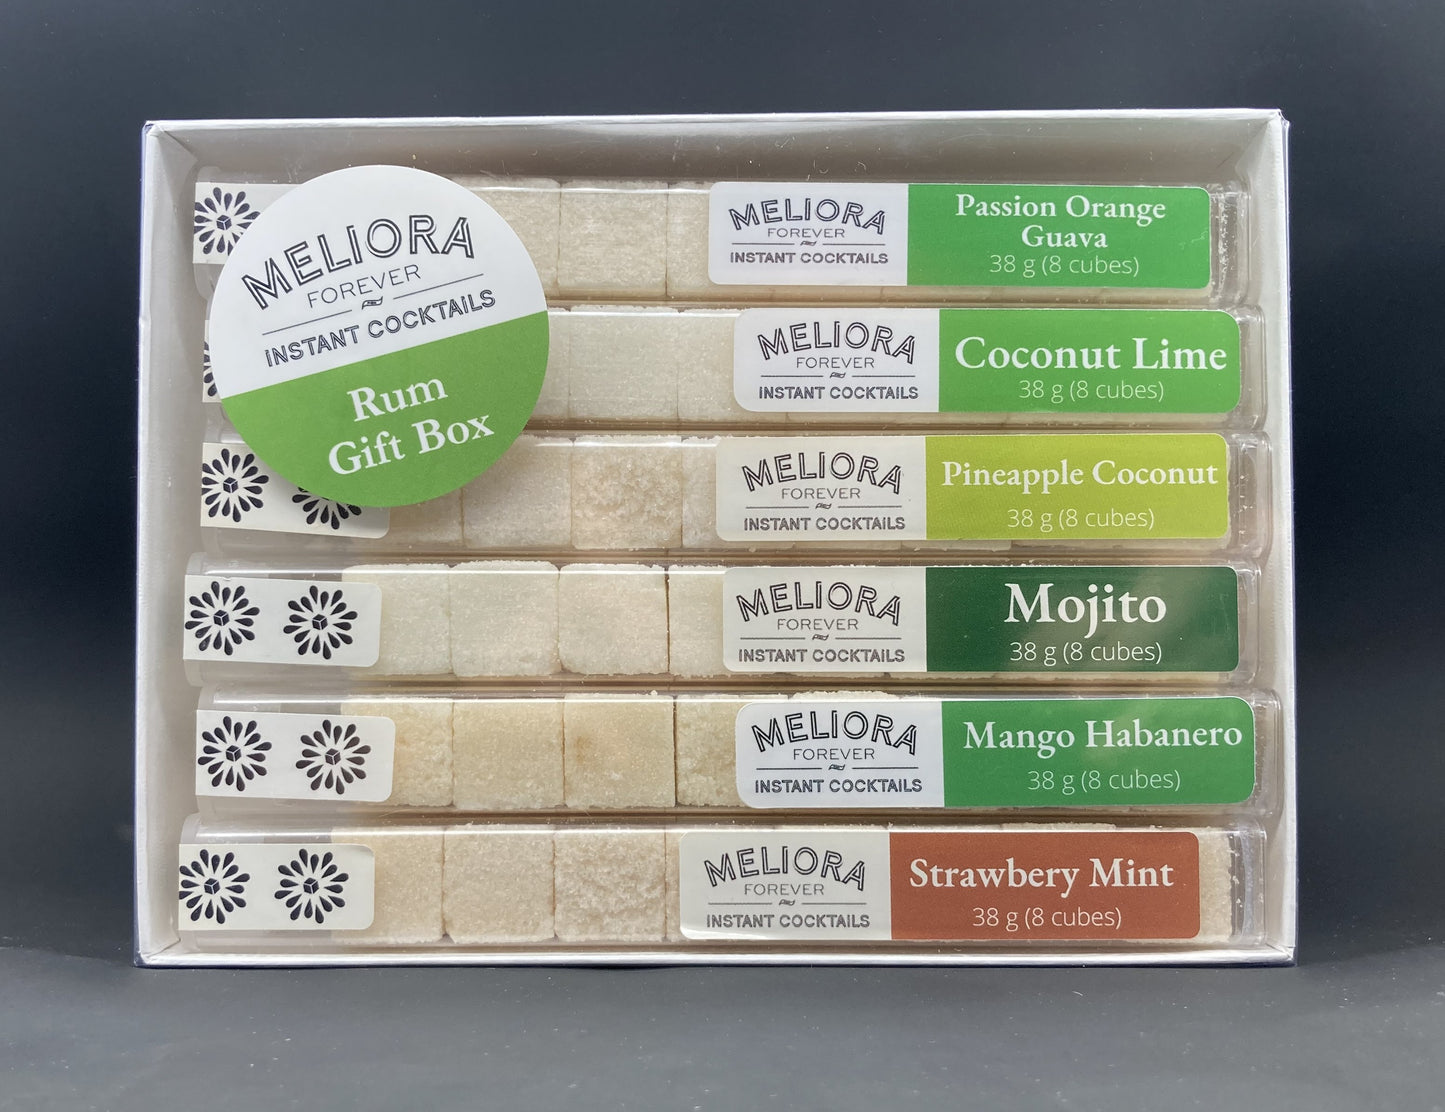 MELIORA
FOREVER
INSTANT COCKTAILS
Rum
Gift Box
MELIORA
FOREVER
INSTANT COCKTAILS
Passion Orange
Guava
38 g (8 cubes)
MELIORA
FOREVER
INSTANT COCKTAILS
Coconut Lime
38 g (8 cubes)
MELIORA
FOREVER
INSTANT COCKTAILS
Pineapple Coconut
38 g (8 cubes)
MELIORA
FOREVER
INSTANT COCKTAILS
Mojito
38 g (8 cubes)
MELIORA
FOREVER
INSTANT COCKTAILS
Mango Habanero
38 g (8 cubes)
MELIORA
FOREVER
INSTANT COCKTAILS
Strawbery Mint
38 g (8 cubes)